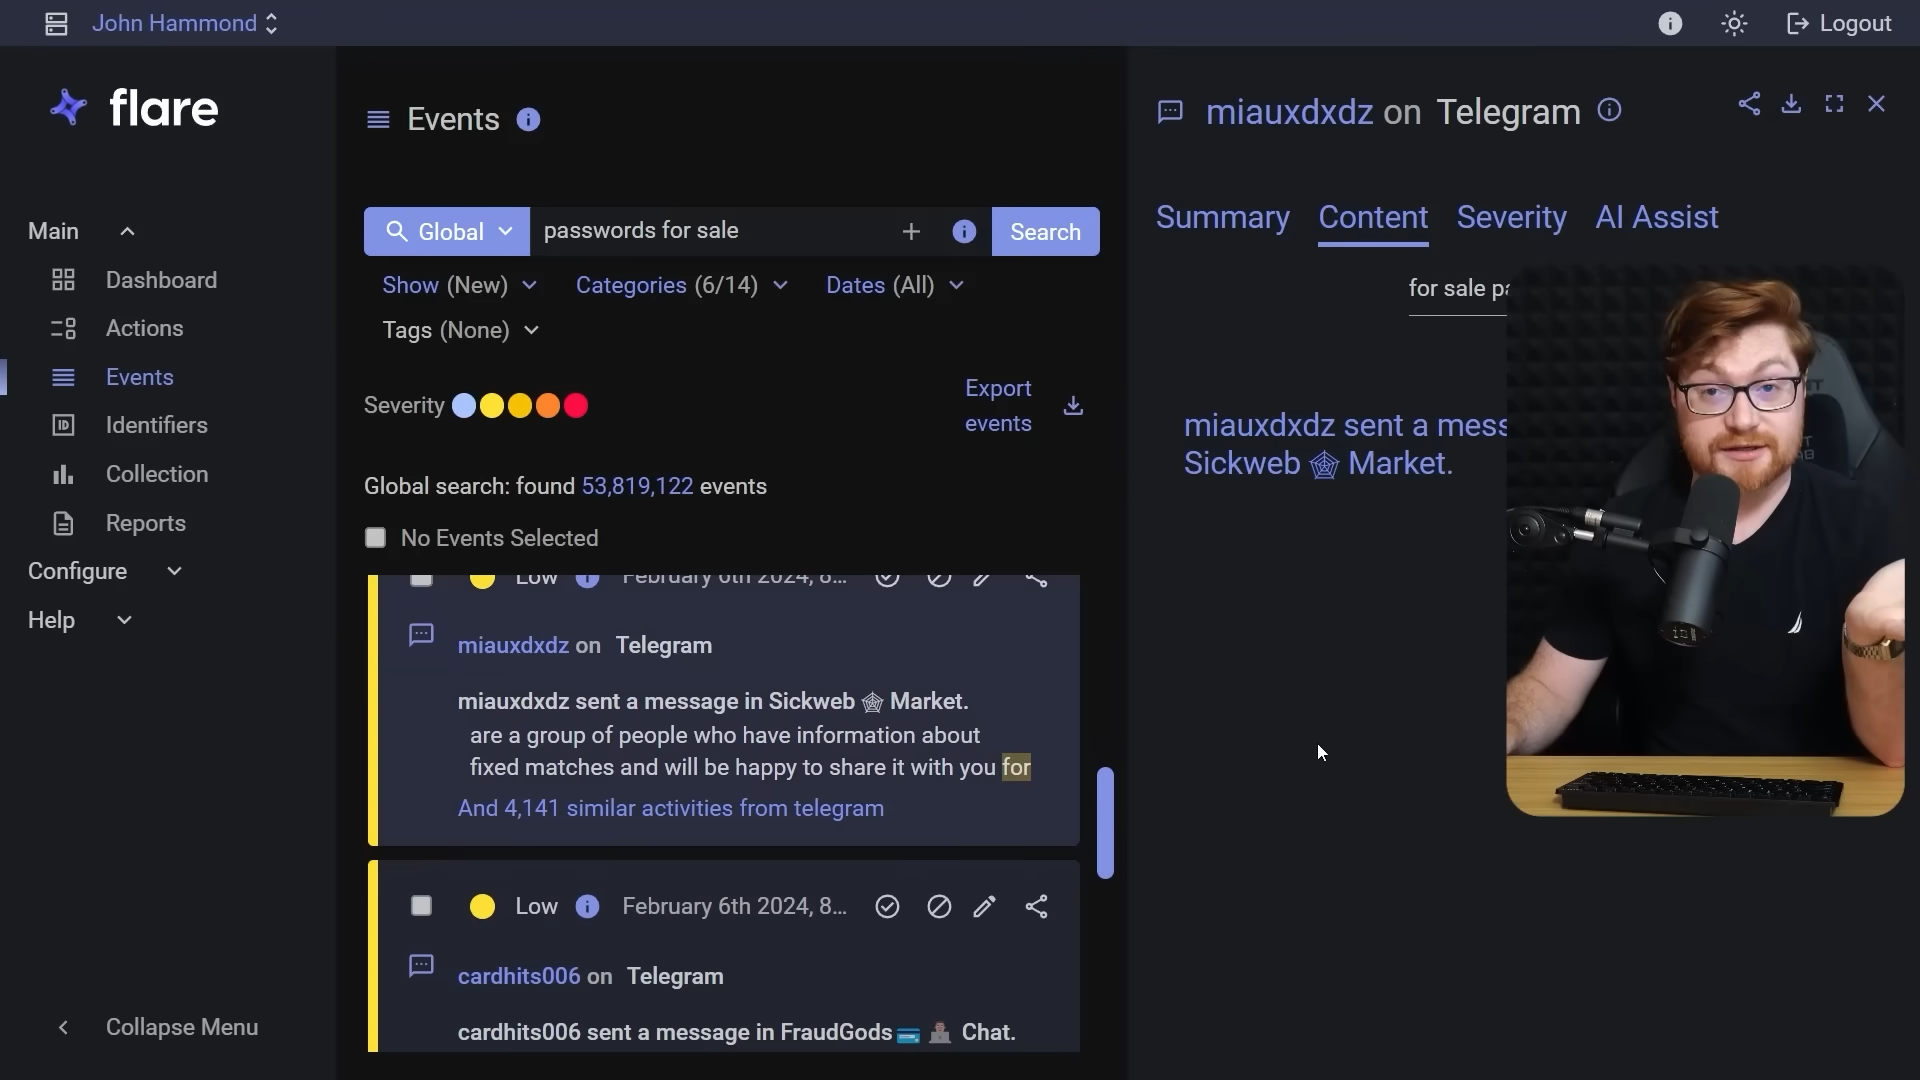 John Hammond
Logout
flare
Main
Dashboard
Actions
Events
Identifiers
Collection
Reports
Configure
Help
Collapse Menu
Events
Global
passwords for sale
Search
Show (New)
Categories (6/14)
Dates (All)
Tags (None)
Severity
Export
events
Global search: found 53,819,122 events
No Events Selected
Low
February 6th 2024, 8...
miauxdxdz on Telegram
miauxdxdz sent a message in Sickweb 🕸 Market.
are a group of people who have information about
fixed matches and will be happy to share it with you for
And 4,141 similar activities from telegram
Low
February 6th 2024, 8...
cardhits006 on Telegram
cardhits006 sent a message in FraudGods💳 👨🏽‍💻 Chat.
miauxdxdz on Telegram
Summary
Content
Severity
AI Assist
for sale pa
miauxdxdz sent a mess
Sickweb 🕸 Market.